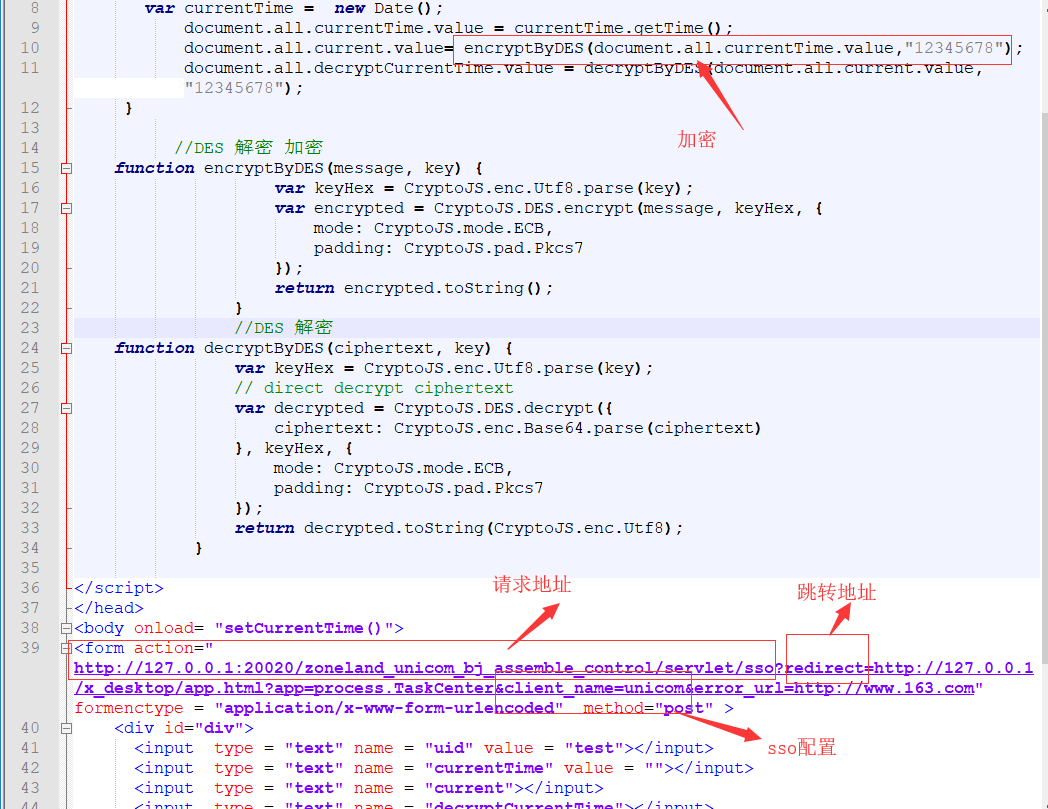 8 var currentTime = new Date();
9 document.all.currentTime.value = currentTime.getTime();
10 document.all.current.value= encryptByDES(document.all.currentTime.value,"12345678");
11 document.all.decryptCurrentTime.value = decryptByDES(document.all.current.value,
"12345678");
12 }
加密
13
14 //DES 解密 加密
15 function encryptByDES(message, key) {
16 var keyHex = CryptoJS.enc.Utf8.parse(key);
17 var encrypted = CryptoJS.DES.encrypt(message, keyHex, {
18 mode: CryptoJS.mode.ECB,
19 padding: CryptoJS.pad.Pkcs7
20 });
21 return encrypted.toString();
22 }
23 //DES 解密
24 function decryptByDES(ciphertext, key) {
25 var keyHex = CryptoJS.enc.Utf8.parse(key);
26 // direct decrypt ciphertext
27 var decrypted = CryptoJS.DES.decrypt({
28 ciphertext: CryptoJS.enc.Base64.parse(ciphertext)
29 }, keyHex, {
30 mode: CryptoJS.mode.ECB,
31 padding: CryptoJS.pad.Pkcs7
32 });
33 return decrypted.toString(CryptoJS.enc.Utf8);
34 }
35
36 </script>
请求地址
跳转地址
37 </head>
38 <body onload= "setCurrentTime()">
39 <form action="
http://127.0.0.1:20020/zoneland_unicom_bj_assemble_control/servlet/sso?redirect=http://127.0.0.1
/x_desktop/app.html?app=process.TaskCenter&client_name=unicom&error_url=http://www.163.com"
formenctype = "application/x-www-form-urlencoded" method="post" >
40 <div id="div">
41 <input type = "text" name = "uid" value = "test"></input>
sso配置
42 <input type = "text" name = "currentTime" value = ""></input>
43 <input type = "text" name = "current"></input>
44 <input type = "text" name = "decryptCurrentTime"></input>